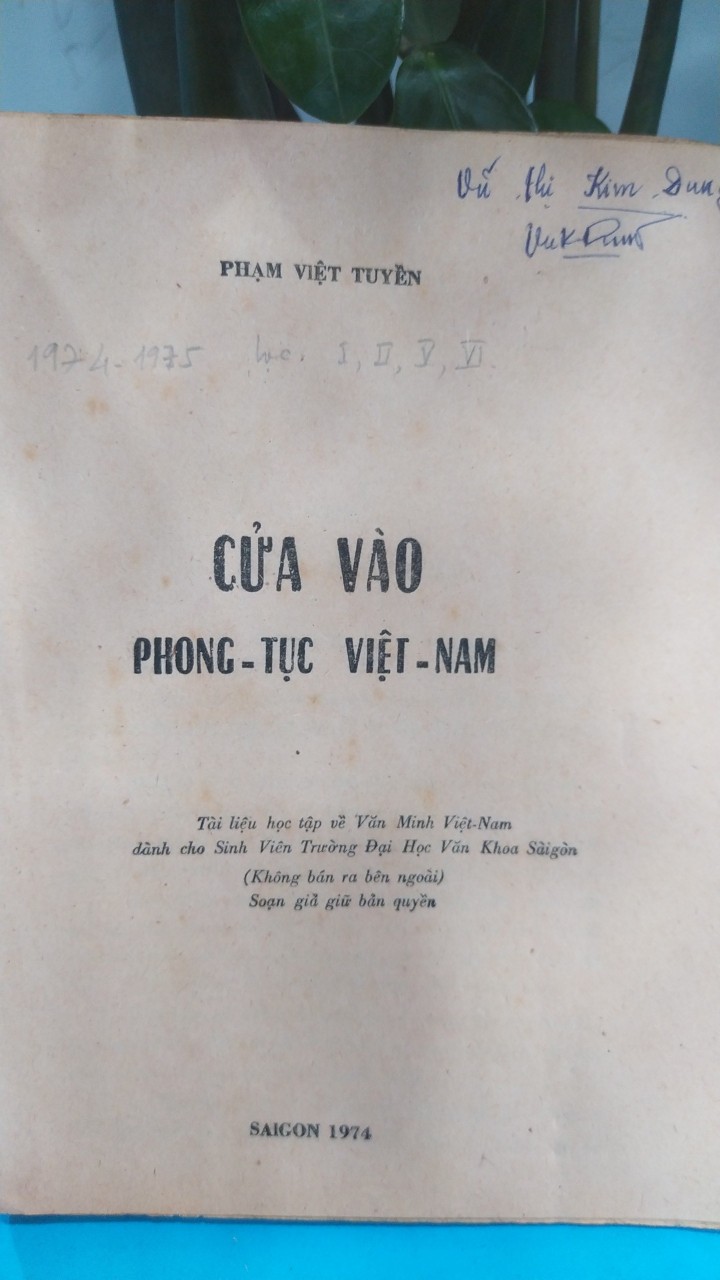 Vũ Thị Kim Dung
PHẠM VIỆT TUYỀN
1974-1975 học. I, II, V, VI.
CỬA VÀO
PHONG-TỤC VIỆT-NAM
Tài liệu học tập về Văn Minh Việt-Nam
dành cho Sinh Viên Trường Đại Học Văn Khoa Sàigòn
(Không bán ra bên ngoài)
Soạn giả giữ bản quyền
SAIGON 1974